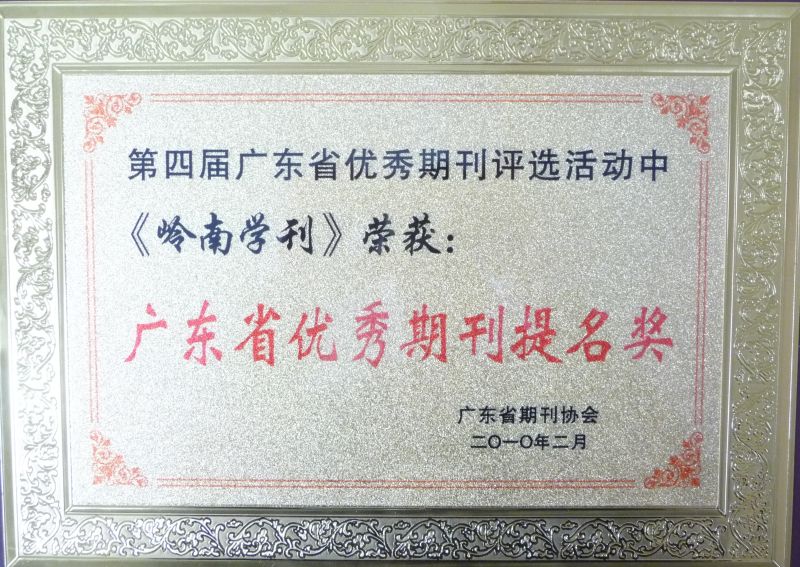 第四届广东省优秀期刊评选活动中
《岭南学刊》荣获：
广东省优秀期刊提名奖
广东省期刊协会
二〇一〇年二月